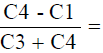 C4 - C1
C3 + C4 =